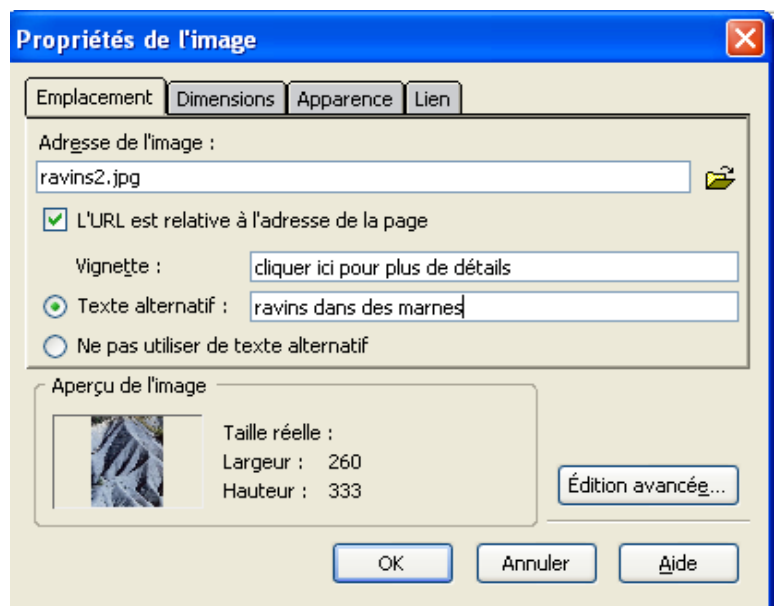 Propriétés de l'image
Emplacement Dimensions Apparence Lien
Adresse de l'image :
ravins2.jpg
L'URL est relative à l'adresse de la page
Vignette : cliquer ici pour plus de détails
Texte alternatif : ravins dans des marnes
Ne pas utiliser de texte alternatif
Aperçu de l'image
Taille réelle :
Largeur : 260
Hauteur : 333
Édition avancée...
OK Annuler Aide